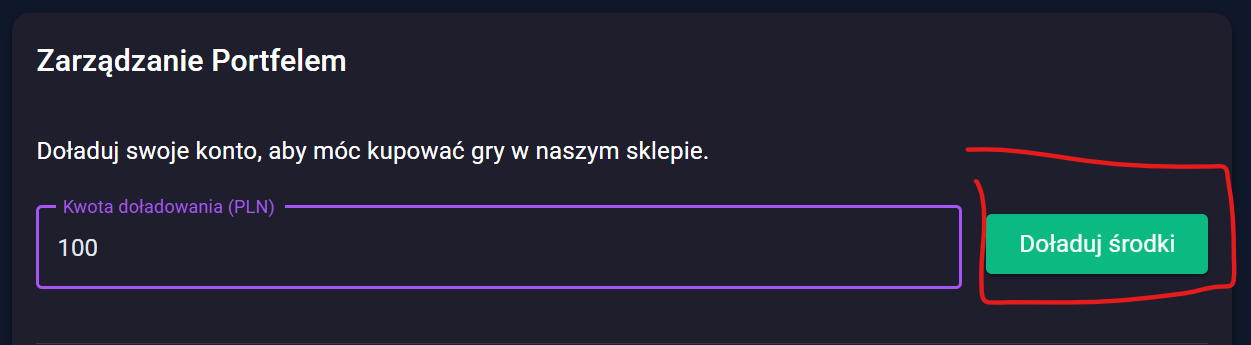 Zarządzanie Portfelem
Doładuj swoje konto, aby móc kupować gry w naszym sklepie.
Kwota doładowania (PLN)
100
Doładuj środki